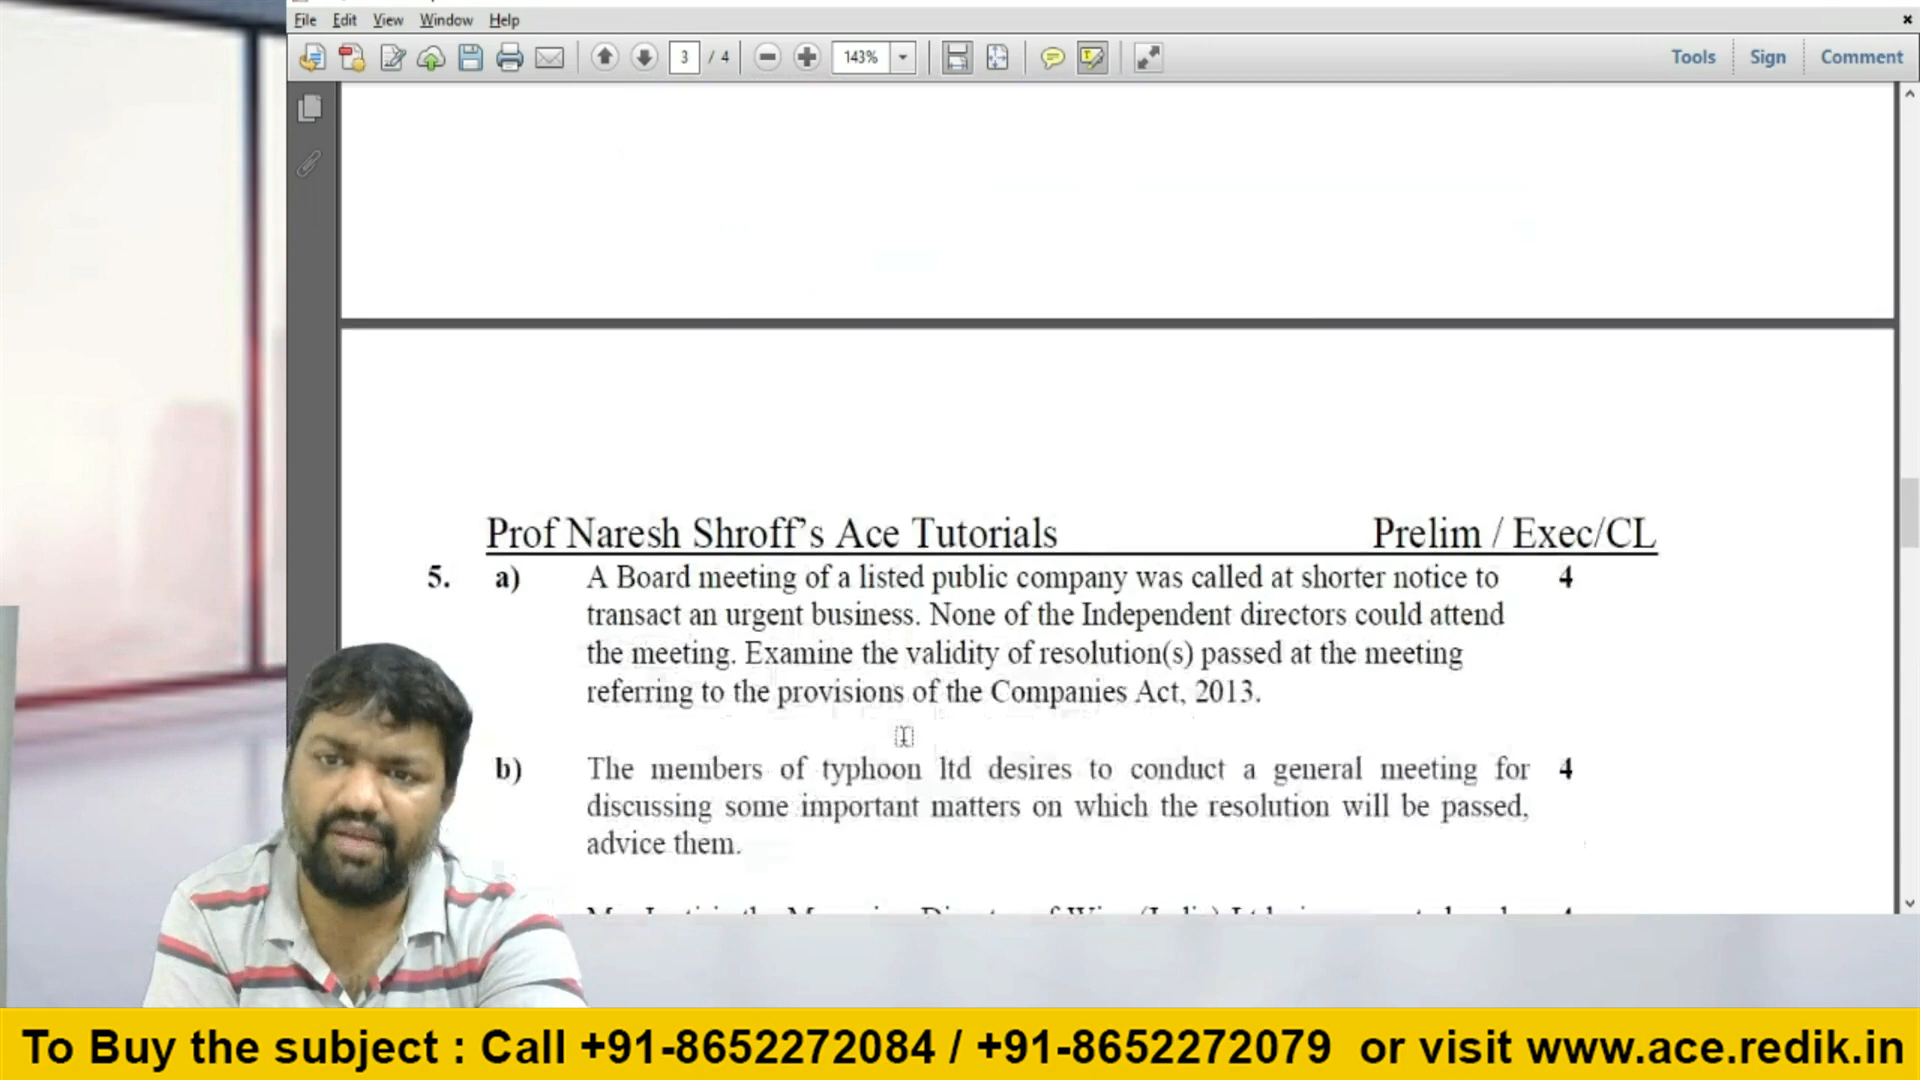 File Edit View Window Help
3 / 4 143% Tools Sign Comment
Prof Naresh Shroff's Ace Tutorials Prelim / Exec/CL
5. a) A Board meeting of a listed public company was called at shorter notice to 4
transact an urgent business. None of the Independent directors could attend
the meeting. Examine the validity of resolution(s) passed at the meeting
referring to the provisions of the Companies Act, 2013.
b) The members of typhoon ltd desires to conduct a general meeting for 4
discussing some important matters on which the resolution will be passed,
advice them.
To Buy the subject : Call +91-8652272084 / +91-8652272079 or visit www.ace.redik.in